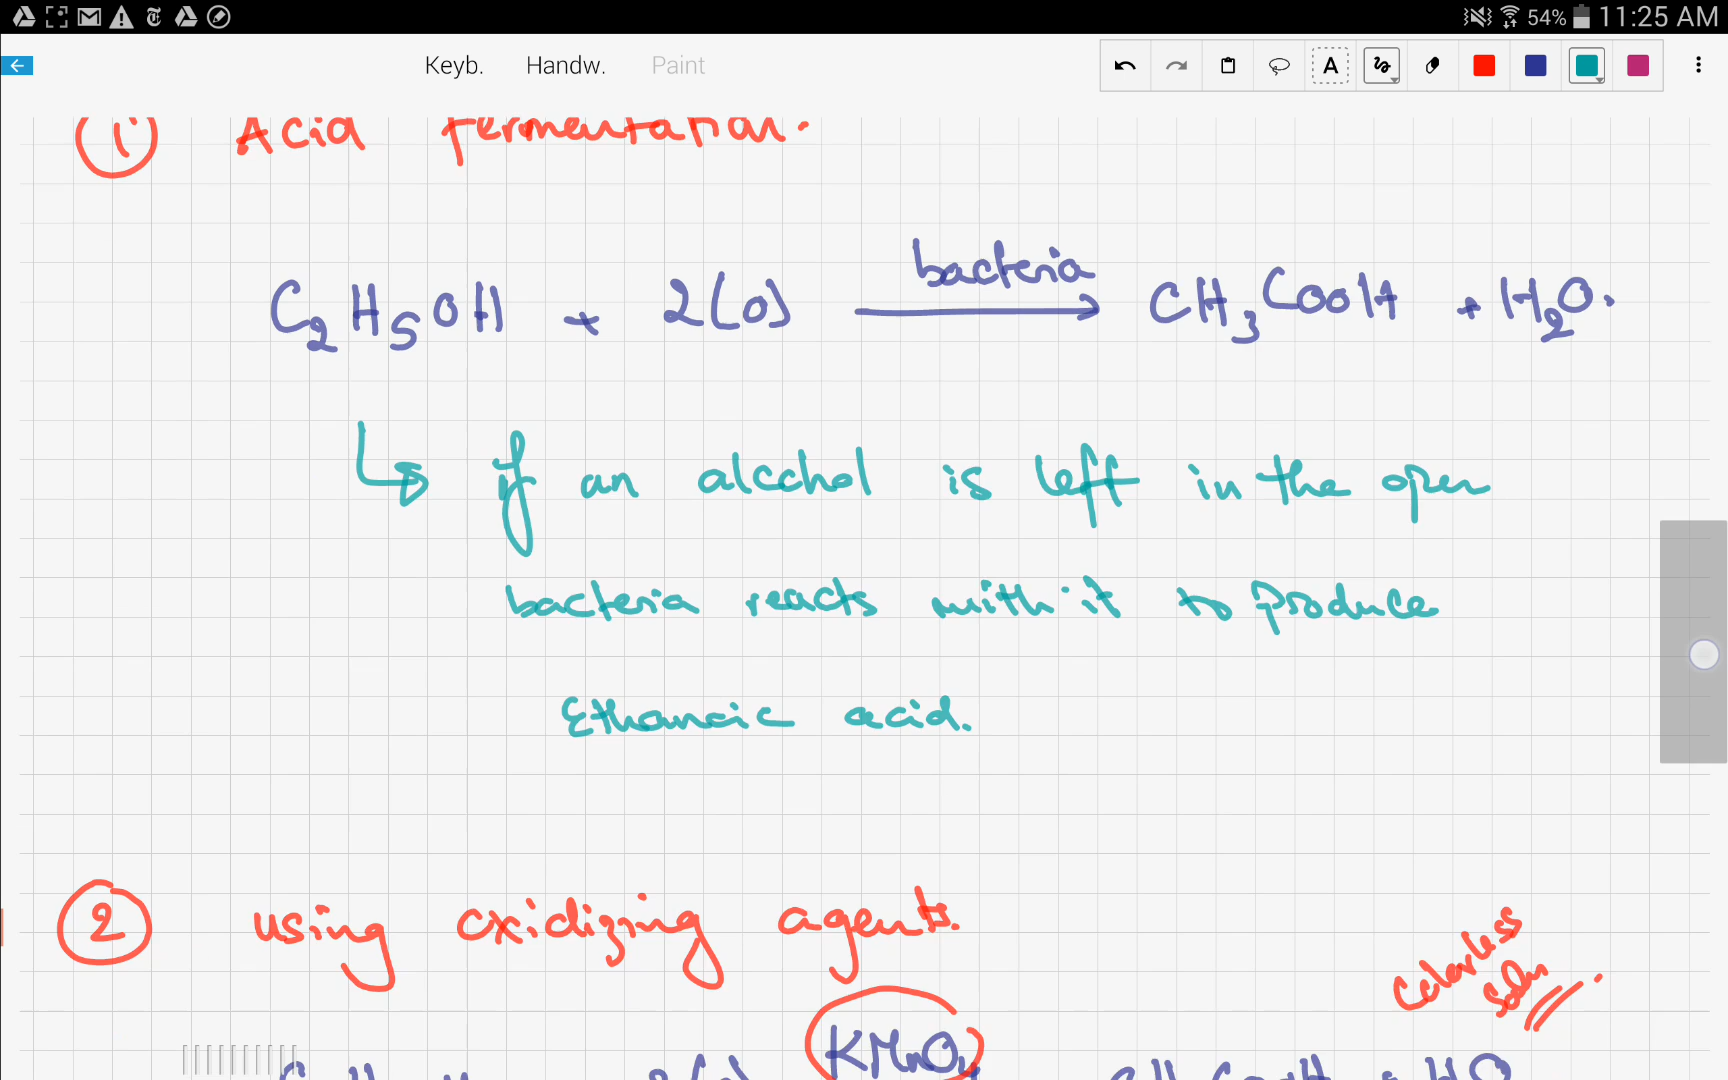 54% 11:25 AM
Keyb. Handw. Paint A
1 Acid fermentation.
bacteria
C2H5OH + 2[O] → CH3COOH + H2O.
↳ if an alcohol is left in the open
bacteria reacts with it to produce
Ethanoic acid.
2 using oxidizing agents.
Colorless
soln
KMnO4